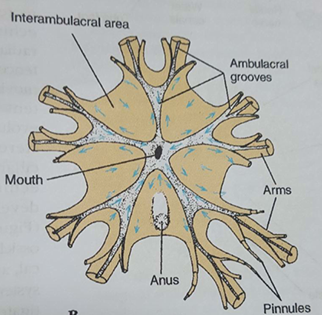 Interambulacral area
Ambulacral
grooves
Mouth
Arms
Anus
Pinnules
B